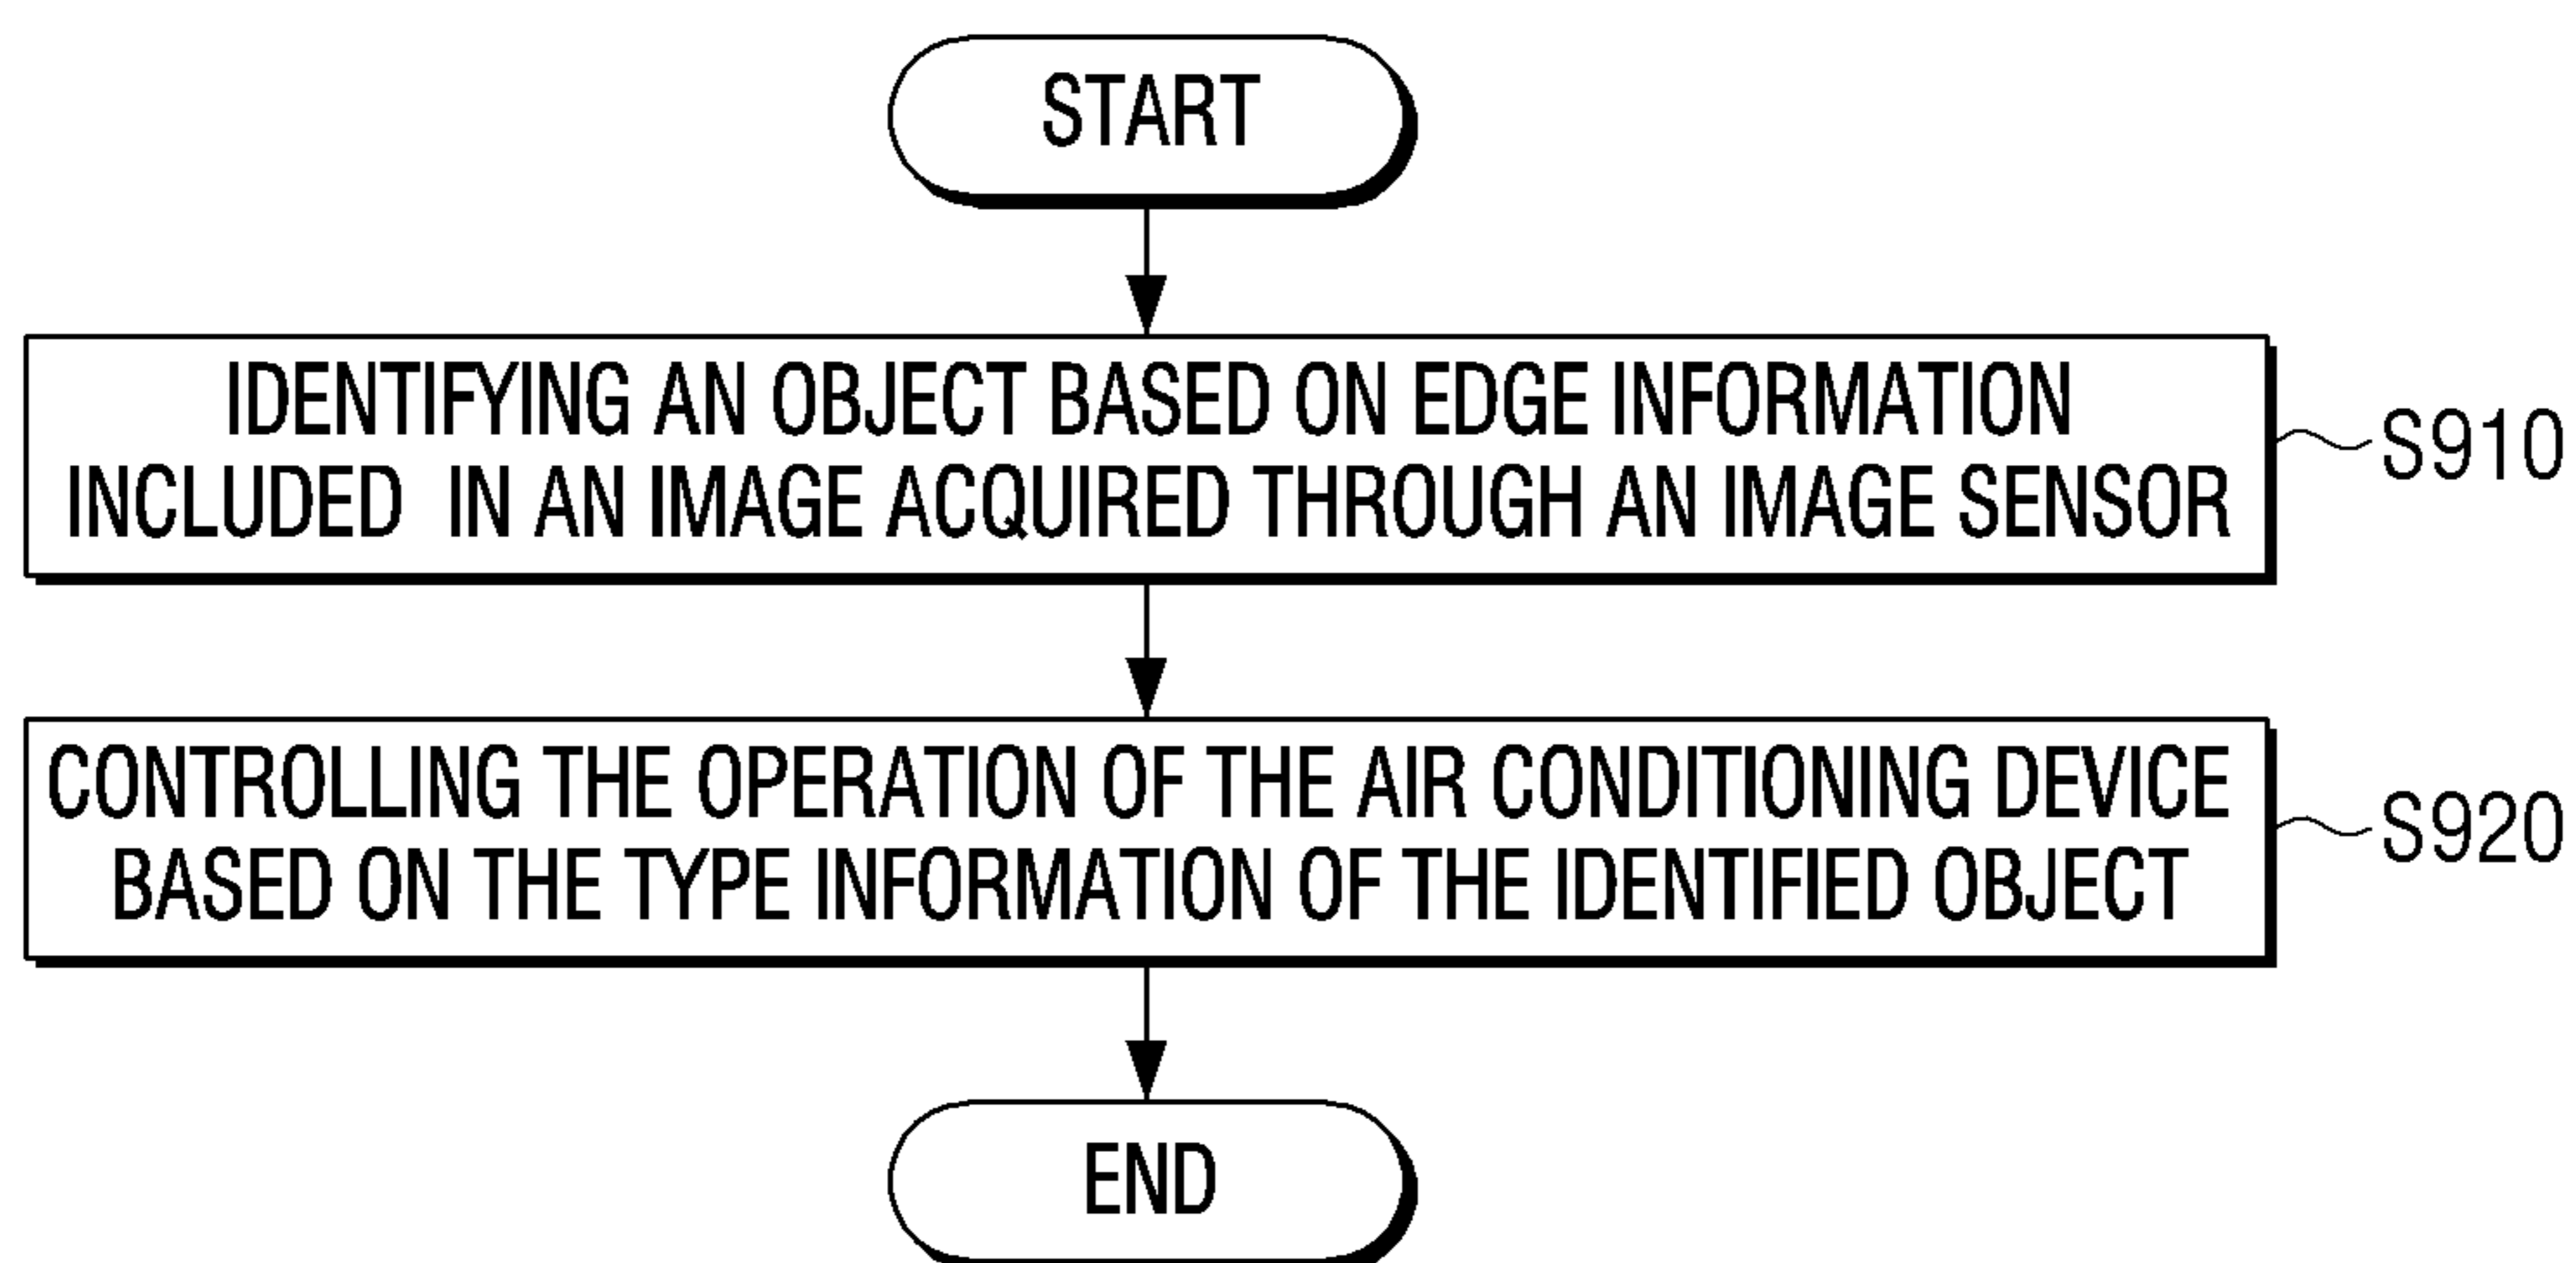 START
IDENTIFYING AN OBJECT BASED ON EDGE INFORMATION
INCLUDED IN AN IMAGE ACQUIRED THROUGH AN IMAGE SENSOR
S910
CONTROLLING THE OPERATION OF THE AIR CONDITIONING DEVICE
BASED ON THE TYPE INFORMATION OF THE IDENTIFIED OBJECT
S920
END